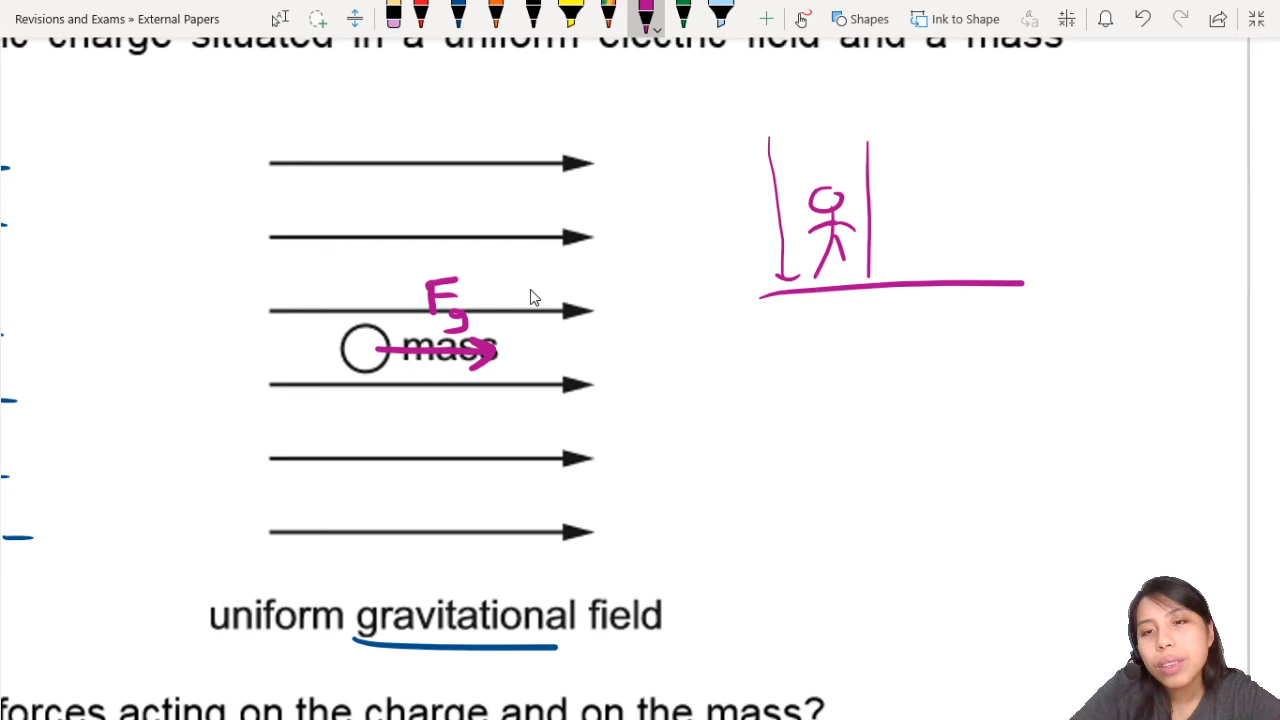 Revisions and Exams » External Papers
Shapes
Ink to Shape
ic charge situated in a uniform electric field and a mass
Fg
mass
uniform gravitational field
forces acting on the charge and on the mass?